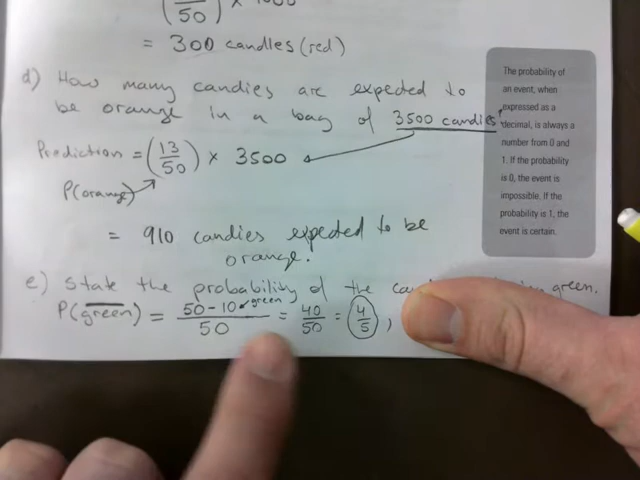 50) × 1000
= 300 candles (red)
d) How many candies are expected to
be orange in a bag of 3500 candies?
Prediction = (13/50) × 3500
P(orange)
= 910 candies expected to be
orange.
e) State the probability of the green.
P(green̅) = 50 - 10 ← green / 50 = 40/50 = 4/5,
The probability of
an event, when
expressed as a
decimal, is always a
number from 0 and
1. If the probability
is 0, the event is
impossible. If the
probability is 1, the
event is certain.